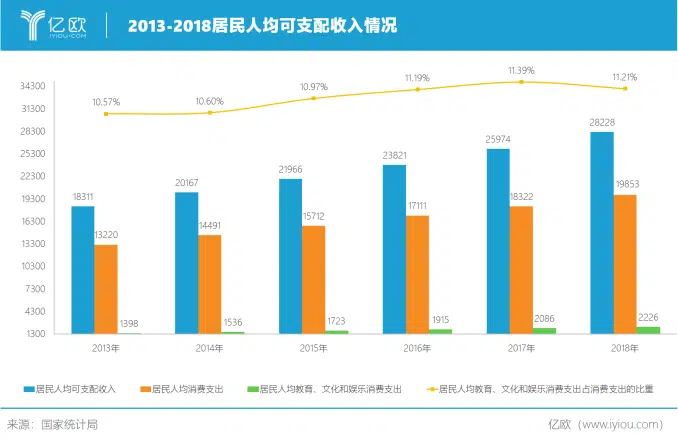 亿欧
IYIOU.COM
2013-2018居民人均可支配收入情况
34300
31300
28300
25300
22300
19300
16300
13300
10300
7300
4300
1300
10.57%
10.60%
10.97%
11.19%
11.39%
11.21%
18311
13220
1398
20167
14491
1536
21966
15712
1723
23821
17111
1915
25974
18322
2086
28228
19853
2226
2013年
2014年
2015年
2016年
2017年
2018年
居民人均可支配收入
居民人均消费支出
居民人均教育、文化和娱乐消费支出
居民人均教育、文化和娱乐消费支出占消费支出的比重
来源：国家统计局
亿欧（www.iyiou.com）